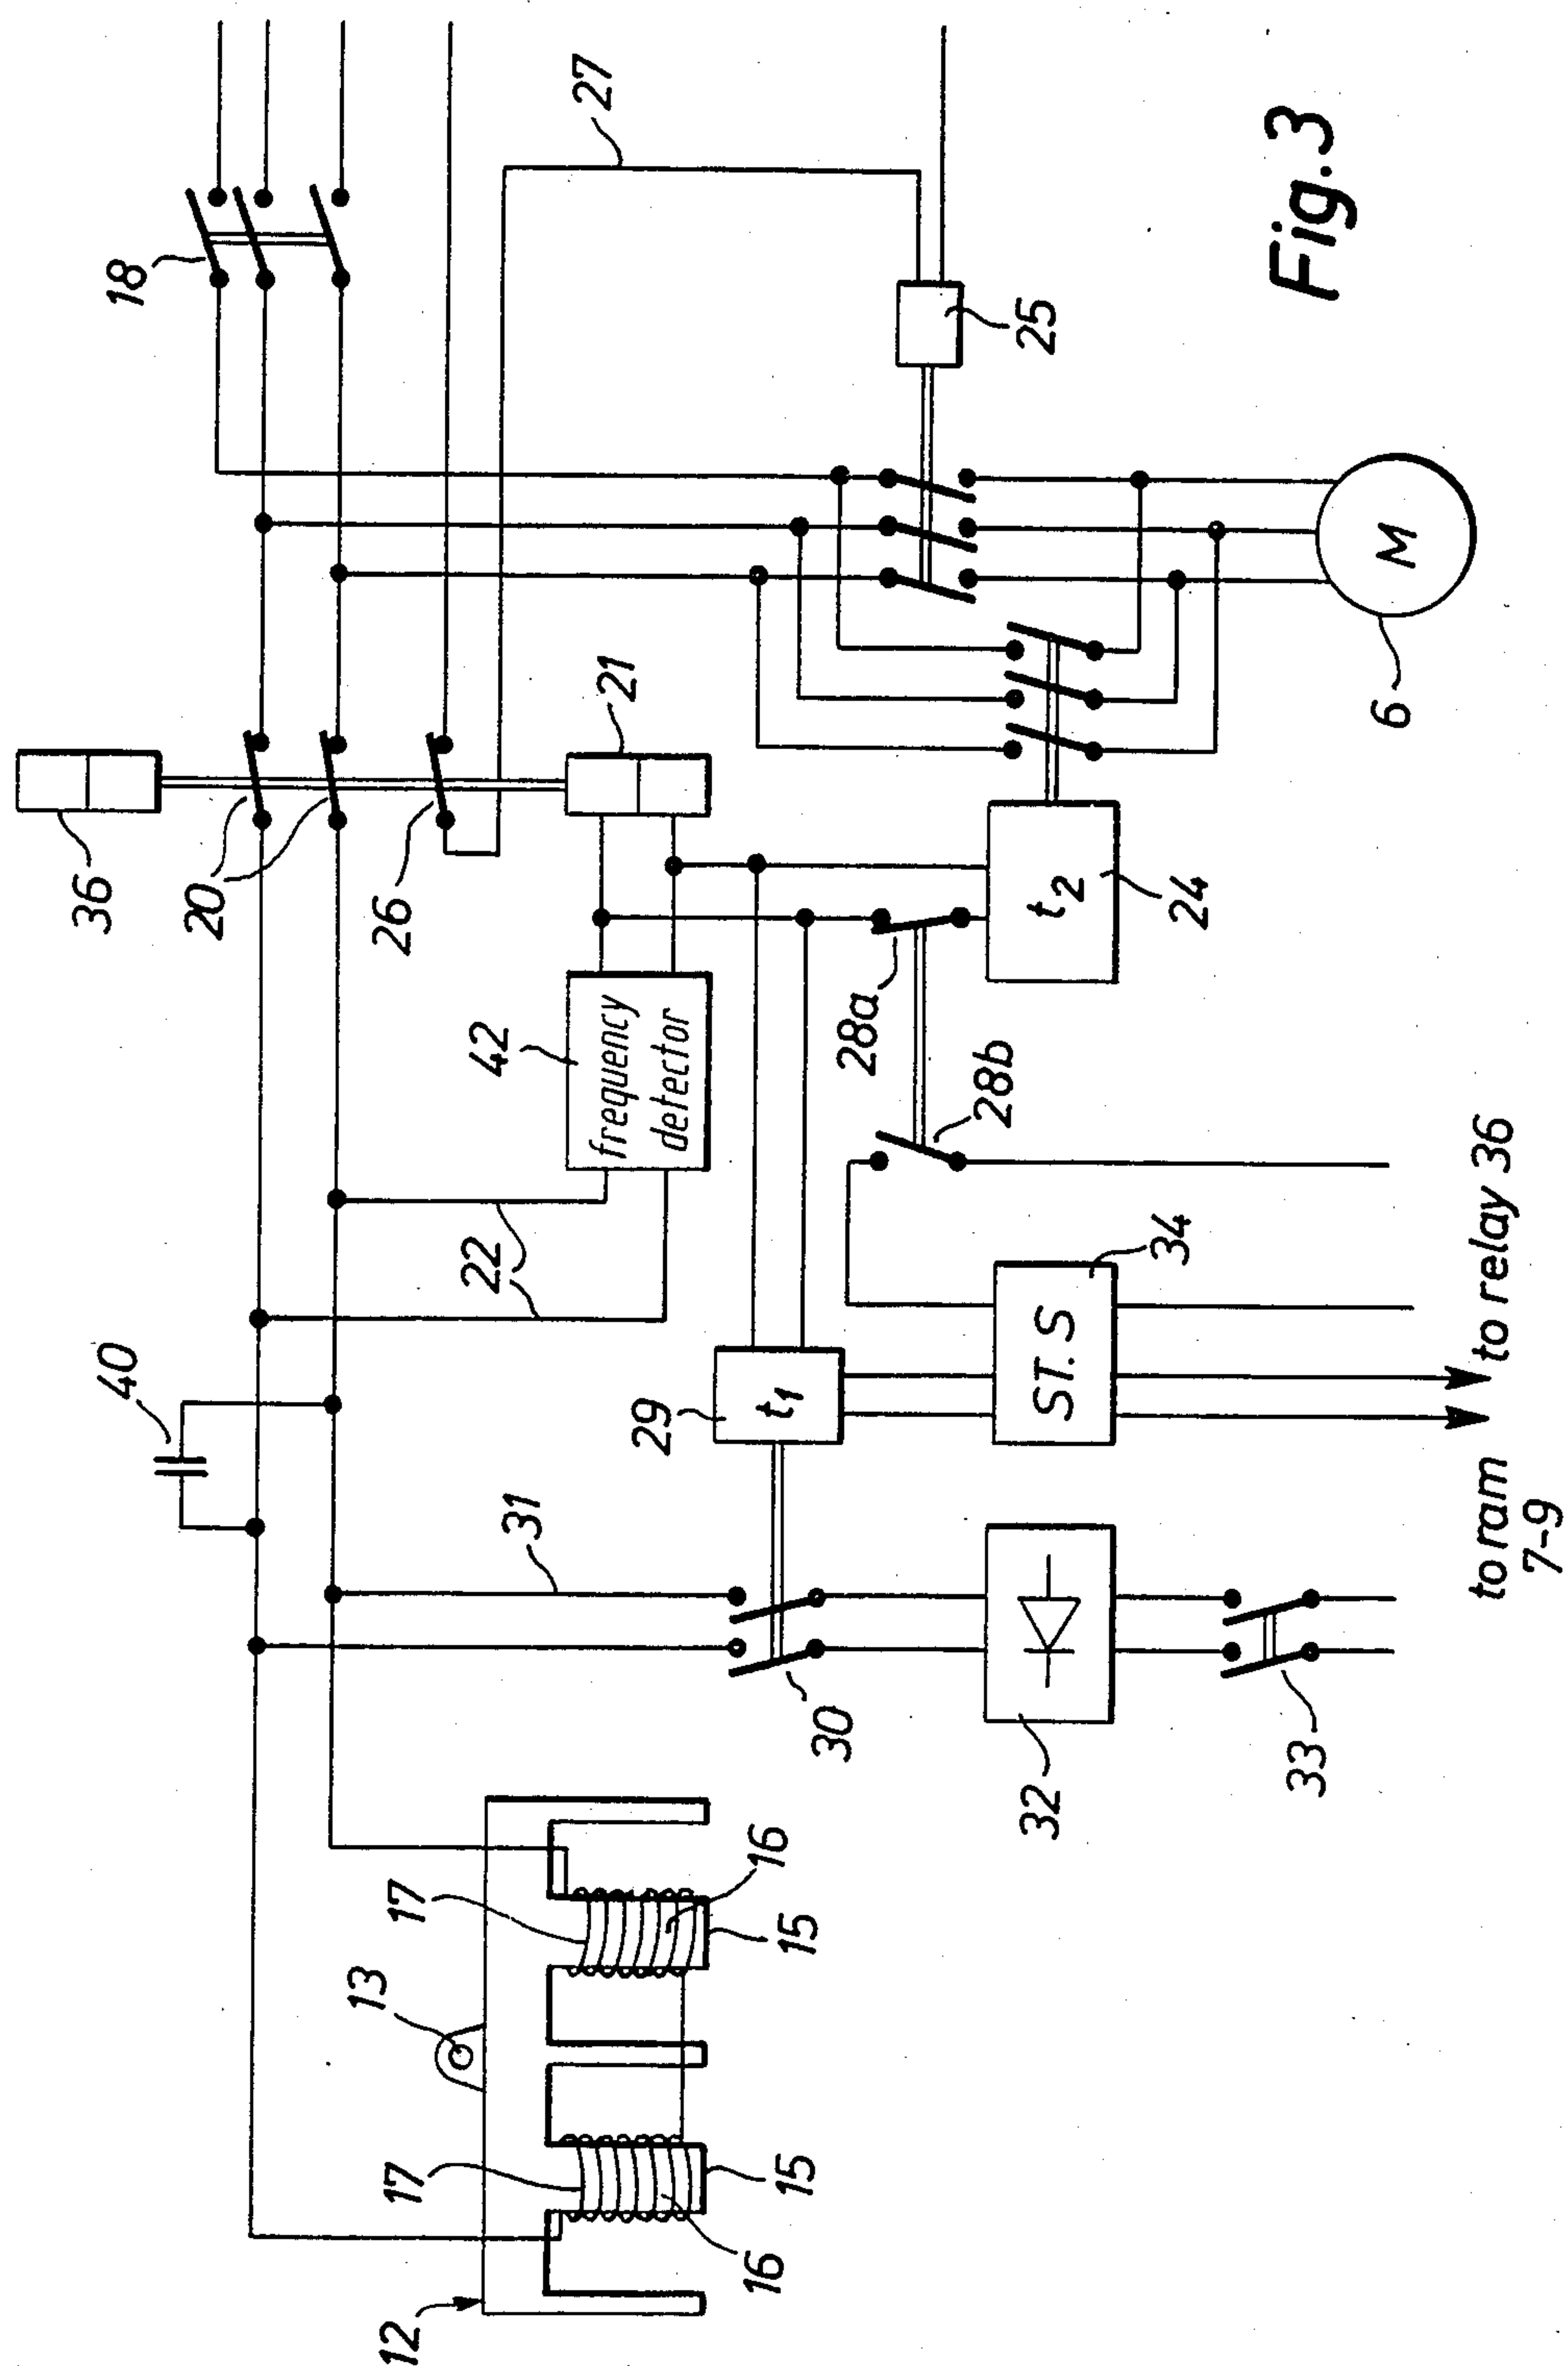 36
20
26
18
27
40
22
42
frequency
detector
21
25
Fig. 3
12
13
17
17
16
16
15
15
31
29
t1
30
28a
28b
t2
24
ST. S
34
32
33
M
6
to ram
7-9
to relay 36